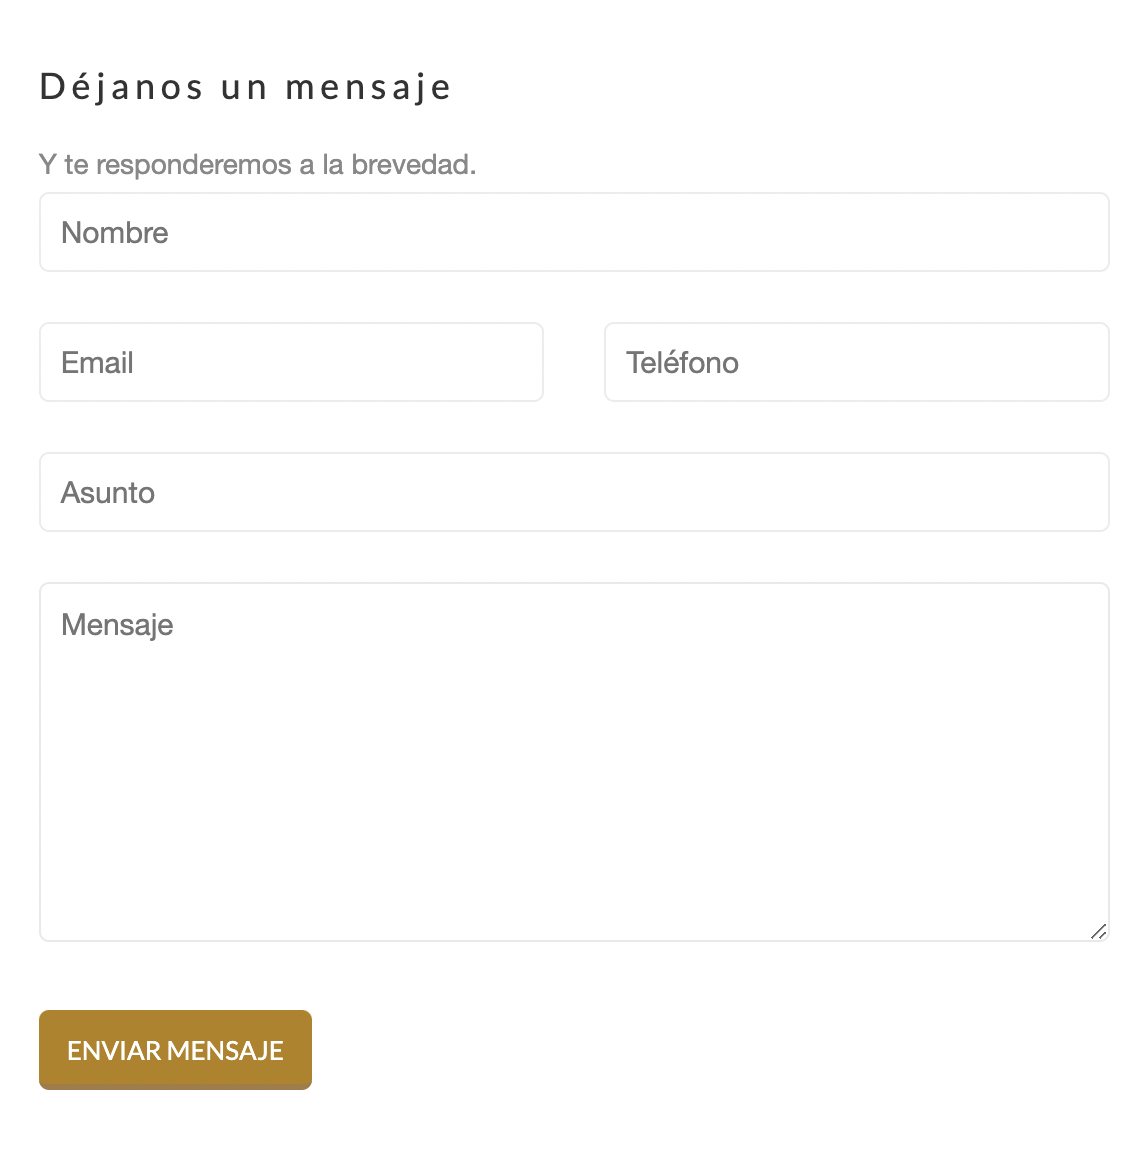 Déjanos un mensaje
Y te responderemos a la brevedad.
Nombre
Email
Teléfono
Asunto
Mensaje
ENVIAR MENSAJE